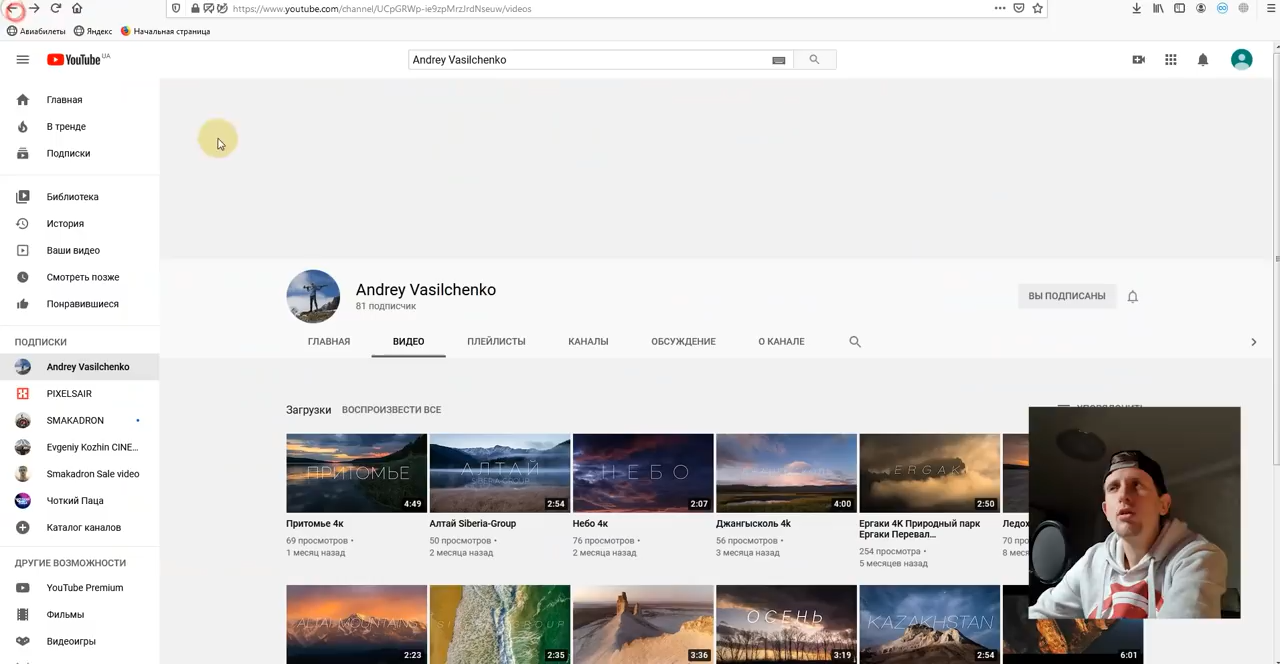 https://www.youtube.com/channel/UCpGRWp-ie9zpMrzJrdNseuw/videos
Авиабилеты Яндекс Начальная страница
YouTube UA
Andrey Vasilchenko
Главная
В тренде
Подписки
Библиотека
История
Ваши видео
Смотреть позже
Понравившиеся
ПОДПИСКИ
Andrey Vasilchenko
PIXELSAIR
SMAKADRON
Evgeniy Kozhin CINE...
Smakadron Sale video
Чоткий Паца
Каталог каналов
ДРУГИЕ ВОЗМОЖНОСТИ
YouTube Premium
Фильмы
Видеоигры
Andrey Vasilchenko
81 подписчик
ВЫ ПОДПИСАНЫ
ГЛАВНАЯ ВИДЕО ПЛЕЙЛИСТЫ КАНАЛЫ ОБСУЖДЕНИЕ О КАНАЛЕ
Загрузки ВОСПРОИЗВЕСТИ ВСЕ
ПРИТОМЬЕ АЛТАЙ НЕБО ERGAKI
SIBERIA GROUP
4:49 2:54 2:07 4:00 2:50
Притомье 4к Алтай Siberia-Group Небо 4к Джангысколь 4k Ергаки 4K Природный парк
Ергаки Перевал...
69 просмотров • 50 просмотров • 76 просмотров • 56 просмотров • 254 просмотра •
1 месяц назад 2 месяца назад 2 месяца назад 3 месяца назад 5 месяцев назад
ALTAI MOUNTAINS SIBERIA GROUP ОСЕНЬ KAZAKHSTAN
2:23 2:35 3:36 3:19 2:54 6:01